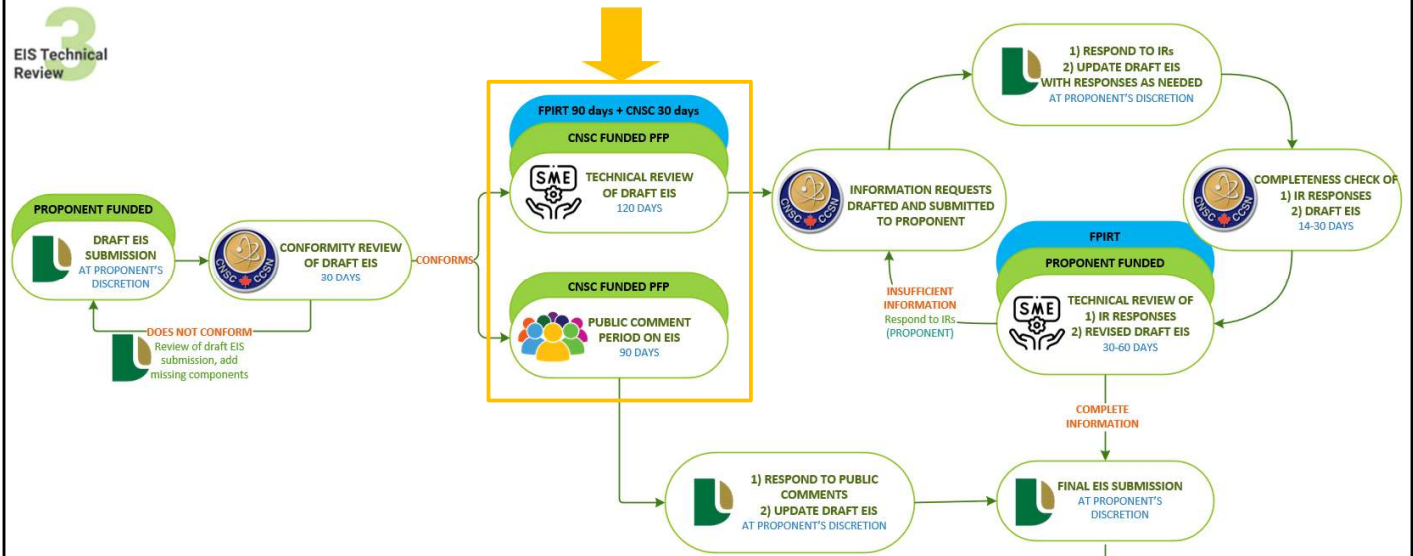 3
EIS Technical
Review
PROPONENT FUNDED
DRAFT EIS
SUBMISSION
AT PROPONENT'S
DISCRETION
CNSC CCSN
CONFORMITY REVIEW
OF DRAFT EIS
30 DAYS
DOES NOT CONFORM
Review of draft EIS
submission, add
missing components
CONFORMS
FPIRT 90 days + CNSC 30 days
CNSC FUNDED PFP
SME
TECHNICAL REVIEW
OF DRAFT EIS
120 DAYS
CNSC FUNDED PFP
PUBLIC COMMENT
PERIOD ON EIS
90 DAYS
CNSC CCSN
INFORMATION REQUESTS
DRAFTED AND SUBMITTED
TO PROPONENT
1) RESPOND TO IRs
2) UPDATE DRAFT EIS
WITH RESPONSES AS NEEDED
AT PROPONENT'S DISCRETION
CNSC CCSN
COMPLETENESS CHECK OF
1) IR RESPONSES
2) DRAFT EIS
14-30 DAYS
FPIRT
PROPONENT FUNDED
SME
TECHNICAL REVIEW OF
1) IR RESPONSES
2) REVISED DRAFT EIS
30-60 DAYS
INSUFFICIENT
INFORMATION
Respond to IRs
(PROPONENT)
COMPLETE
INFORMATION
1) RESPOND TO PUBLIC
COMMENTS
2) UPDATE DRAFT EIS
AT PROPONENT'S DISCRETION
FINAL EIS SUBMISSION
AT PROPONENT'S
DISCRETION